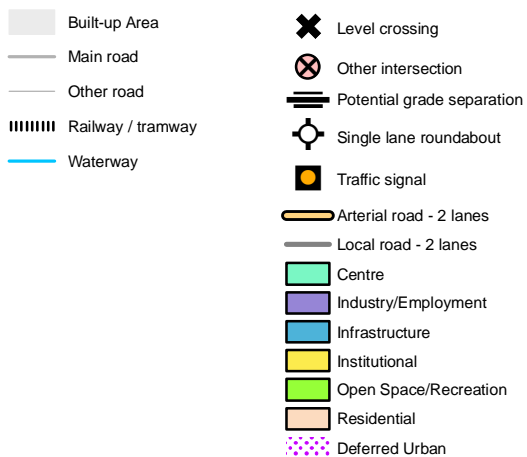 Built-up Area
Main road
Other road
Railway / tramway
Waterway
Level crossing
Other intersection
Potential grade separation
Single lane roundabout
Traffic signal
Arterial road - 2 lanes
Local road - 2 lanes
Centre
Industry/Employment
Infrastructure
Institutional
Open Space/Recreation
Residential
Deferred Urban